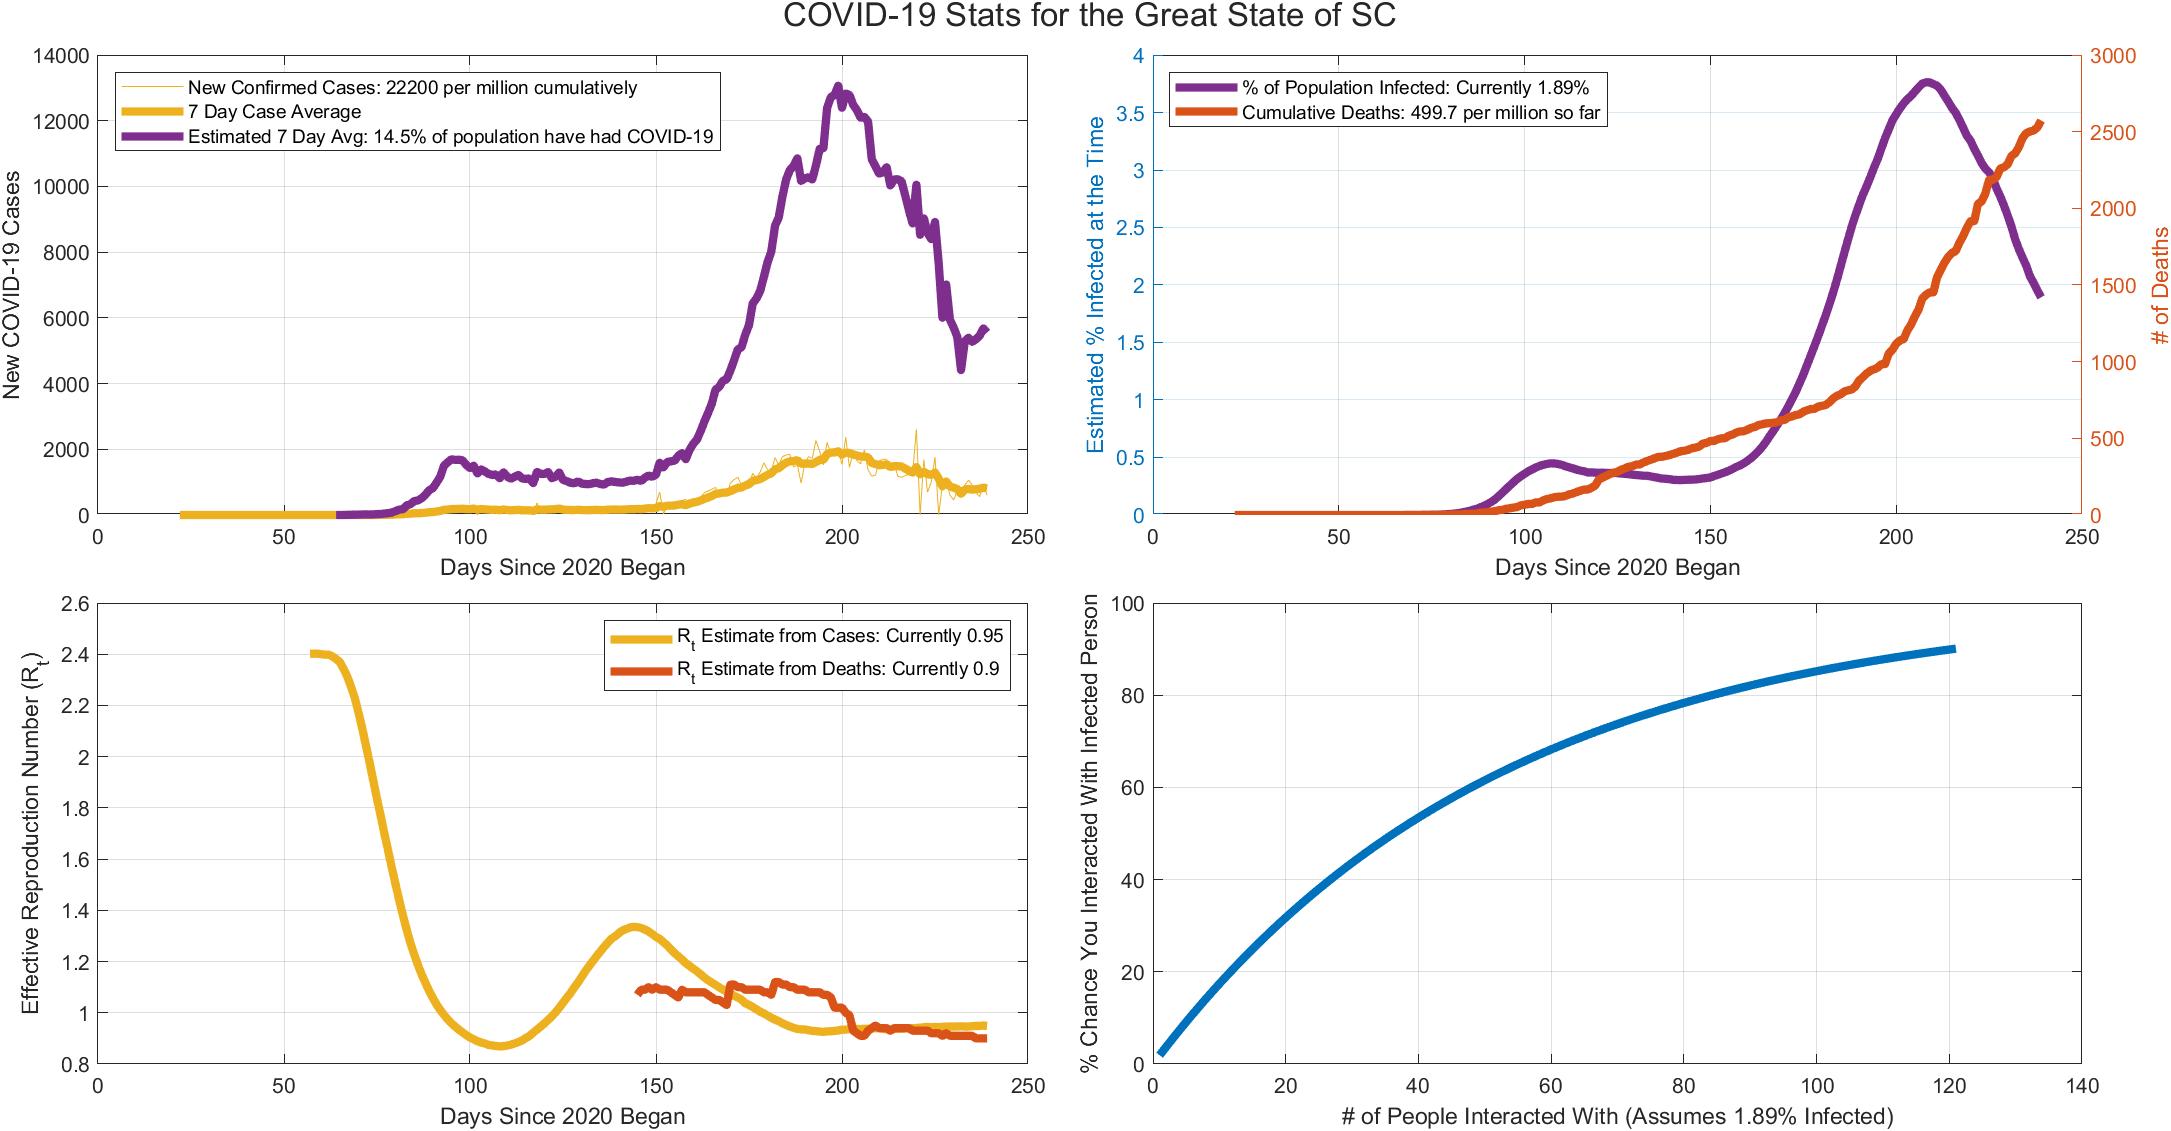 COVID-19 Stats for the Great State of SC
14000
12000
10000
8000
6000
4000
2000
0
New COVID-19 Cases
New Confirmed Cases: 22200 per million cumulatively
7 Day Case Average
Estimated 7 Day Avg: 14.5% of population have had COVID-19
0 50 100 150 200 250
Days Since 2020 Began
4
3.5
3
2.5
2
1.5
1
0.5
0
Estimated % Infected at the Time
% of Population Infected: Currently 1.89%
Cumulative Deaths: 499.7 per million so far
3000
2500
2000
1500
1000
500
0
# of Deaths
0 50 100 150 200 250
Days Since 2020 Began
2.6
2.4
2.2
2
1.8
1.6
1.4
1.2
1
0.8
Effective Reproduction Number (Rt)
Rt Estimate from Cases: Currently 0.95
Rt Estimate from Deaths: Currently 0.9
0 50 100 150 200 250
Days Since 2020 Began
100
80
60
40
20
0
% Chance You Interacted With Infected Person
0 20 40 60 80 100 120 140
# of People Interacted With (Assumes 1.89% Infected)